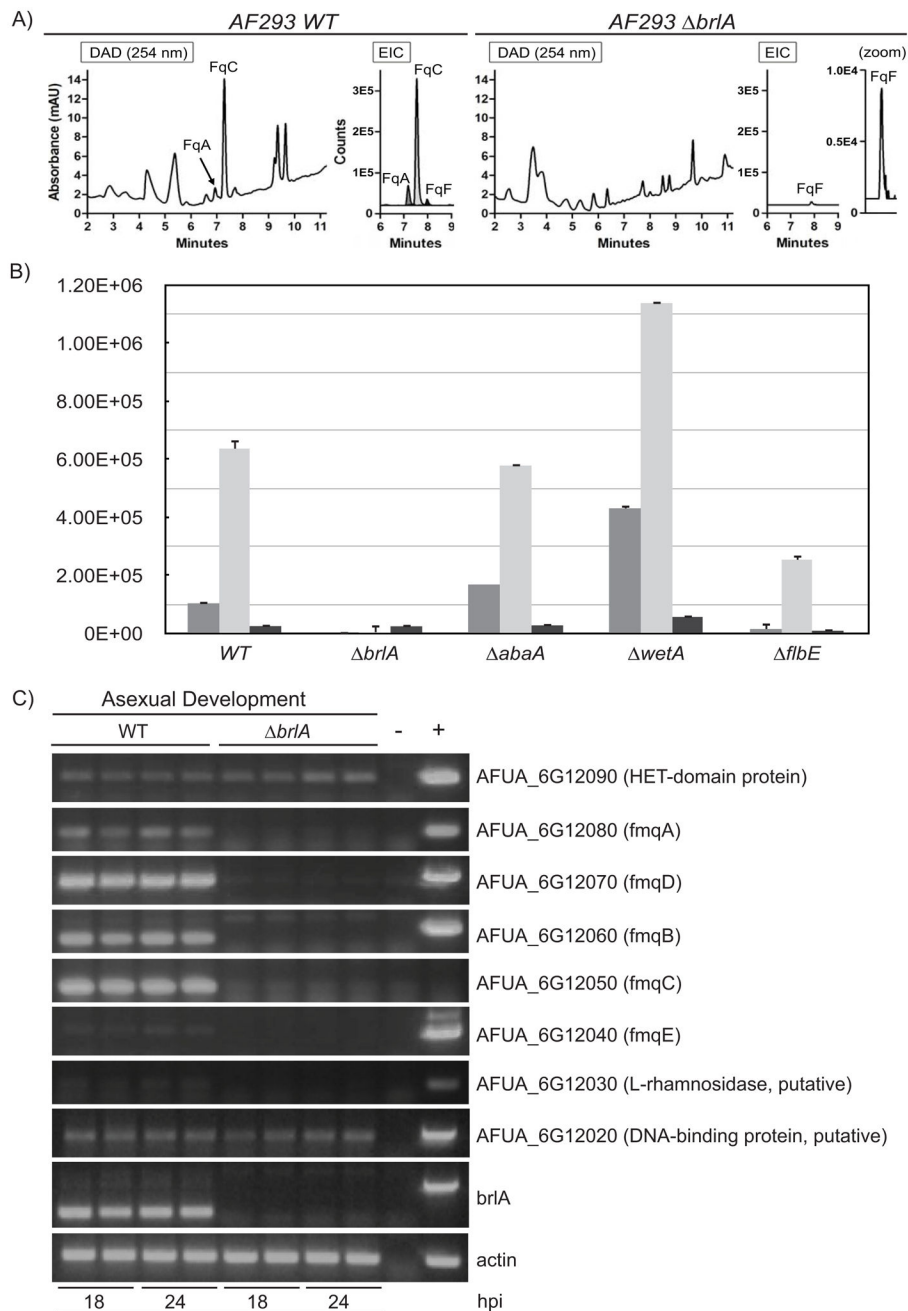 A)
AF293 WT
AF293 ΔbrlA
DAD (254 nm)
EIC
DAD (254 nm)
EIC
(zoom)
FqC
FqA
FqC
FqA
FqF
FqF
FqF
Absorbance (mAU)
14
12
10
8
6
4
2
0
2 3 4 5 6 7 8 9 10 11
Minutes
Counts
3E5
2E5
1E5
0
6 7 8 9
Minutes
14
12
10
8
6
4
2
0
2 3 4 5 6 7 8 9 10 11
Minutes
3E5
2E5
1E5
0
6 7 8 9
Minutes
1.0E4
0.5E4
0
B)
1.20E+06
1.00E+06
8.00E+05
6.00E+05
4.00E+05
2.00E+05
0E+00
WT ΔbrlA ΔabaA ΔwetA ΔflbE
C)
Asexual Development
WT ΔbrlA - +
AFUA_6G12090 (HET-domain protein)
AFUA_6G12080 (fmqA)
AFUA_6G12070 (fmqD)
AFUA_6G12060 (fmqB)
AFUA_6G12050 (fmqC)
AFUA_6G12040 (fmqE)
AFUA_6G12030 (L-rhamnosidase, putative)
AFUA_6G12020 (DNA-binding protein, putative)
brlA
actin
18 24 18 24 hpi